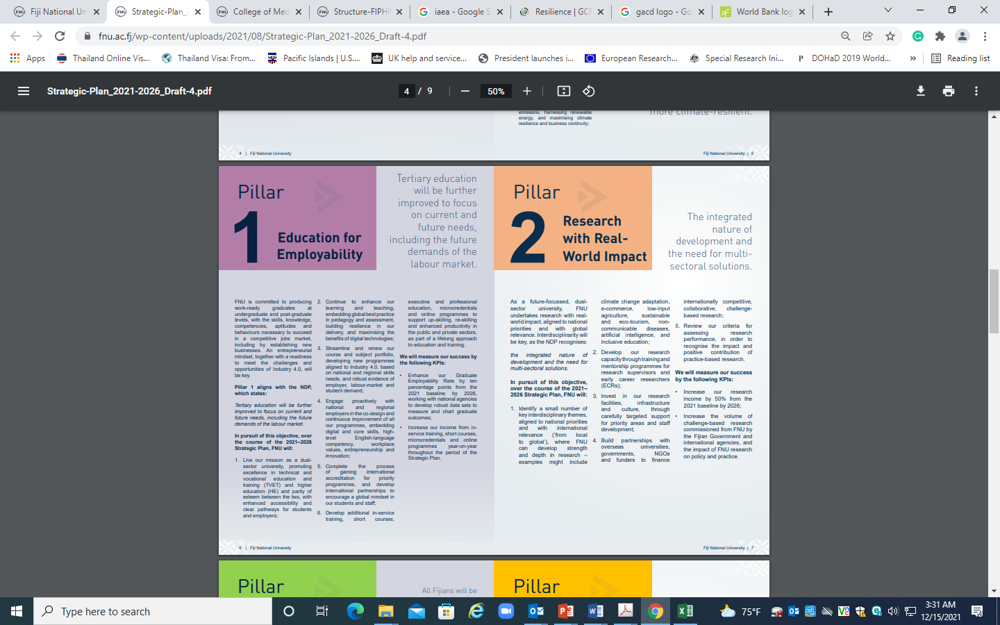 Fiji National Un
Strategic-Plan_2
College of Med
Structure-FIPHR
iaea - Google S
Resilience | GCR
gacd logo - Go
World Bank log
fnu.ac.fj/wp-content/uploads/2021/08/Strategic-Plan_2021-2026_Draft-4.pdf
Apps
Thailand Online Vis...
Thailand Visa: From...
Pacific Islands | U.S....
UK help and service...
President launches i...
European Research...
Special Research Ini...
DOHaD 2019 World...
»
Reading list
Strategic-Plan_2021-2026_Draft-4.pdf
4 / 9
50%
emissions, harnessing renewable
energy, and maximising climate
resilience and business continuity;
more climate-resilient.
4 | Fiji National University
Fiji National University | 5
Pillar
1
Education for
Employability
Tertiary education
will be further
improved to focus
on current and
future needs,
including the future
demands of the
labour market.
FNU is committed to producing
work-ready graduates at
undergraduate and post-graduate
levels, with the skills, knowledge,
competencies, aptitudes and
behaviours necessary to succeed
in a competitive jobs market,
including by establishing new
businesses. An entrepreneurial
mindset, together with a readiness
to meet the challenges and
opportunities of Industry 4.0, will
be key.
Pillar 1 aligns with the NDP,
which states:
Tertiary education will be further
improved to focus on current and
future needs, including the future
demands of the labour market.
In pursuit of this objective, over
the course of the 2021–2026
Strategic Plan, FNU will:
1. Live our mission as a dual-
sector university, promoting
excellence in technical and
vocational education and
training (TVET) and higher
education (HE) and parity of
esteem between the two, with
enhanced accessibility and
clear pathways for students
and employers;
2. Continue to enhance our
learning and teaching,
embedding global best practice
in pedagogy and assessment,
building resilience in our
delivery, and maximising the
benefits of digital technologies;
3. Streamline and renew our
course and subject portfolio,
developing new programmes
aligned to Industry 4.0, based
on national and regional skills
needs, and robust evidence of
employer, labour-market and
student demand;
4. Engage proactively with
national and regional
employers in the co-design and
continuous improvement of all
our programmes, embedding
digital and core skills, high-
level English-language
competency, workplace
values, entrepreneurship and
innovation;
5. Complete the process
of gaining international
accreditation for priority
programmes, and develop
international partnerships to
encourage a global mindset in
our students and staff;
6. Develop additional in-service
training, short courses,
executive and professional
education, microcredentials
and online programmes to
support up-skilling, re-skilling
and enhanced productivity in
the public and private sectors,
as part of a lifelong approach
to education and training.
We will measure our success by
the following KPIs:
• Enhance our Graduate
Employability Rate by ten
percentage points from the
2021 baseline by 2026,
working with national agencies
to develop robust data sets to
measure and chart graduate
outcomes;
• Increase our income from in-
service training, short courses,
microcredentials and online
programmes year-on-year
throughout the period of the
Strategic Plan.
6 | Fiji National University
Pillar
2
Research
with Real-
World Impact
The integrated
nature of
development and
the need for multi-
sectoral solutions.
As a future-focussed, dual-
sector university, FNU
undertakes research with real-
world impact, aligned to national
priorities and with global
relevance. Interdisciplinarity will
be key, as the NDP recognises:
the integrated nature of
development and the need for
multi-sectoral solutions.
In pursuit of this objective,
over the course of the 2021–
2026 Strategic Plan, FNU will:
1. Identify a small number of
key interdisciplinary themes,
aligned to national priorities
and with international
relevance ('from local
to global'), where FNU
can develop strength
and depth in research –
examples might include
climate change adaptation,
e-commerce, low-input
agriculture, sustainable
and eco-tourism, non-
communicable diseases,
artificial intelligence, and
inclusive education;
2. Develop our research
capacity through training and
mentorship programmes for
research supervisors and
early career researchers
(ECRs);
3. Invest in our research
facilities, infrastructure
and culture, through
carefully targeted support
for priority areas and staff
development;
4. Build partnerships with
overseas universities,
governments, NGOs
and funders to finance
internationally competitive,
collaborative, challenge-
based research;
5. Review our criteria for
assessing research
performance, in order to
recognise the impact and
positive contribution of
practice-based research.
We will measure our success
by the following KPIs:
• Increase our research
income by 50% from the
2021 baseline by 2026;
• Increase the volume of
challenge-based research
commissioned from FNU by
the Fijian Government and
international agencies, and
the impact of FNU research
on policy and practice.
Fiji National University | 7
Pillar
All Fijians will be
Pillar
Type here to search
75°F
3:31 AM
12/15/2021